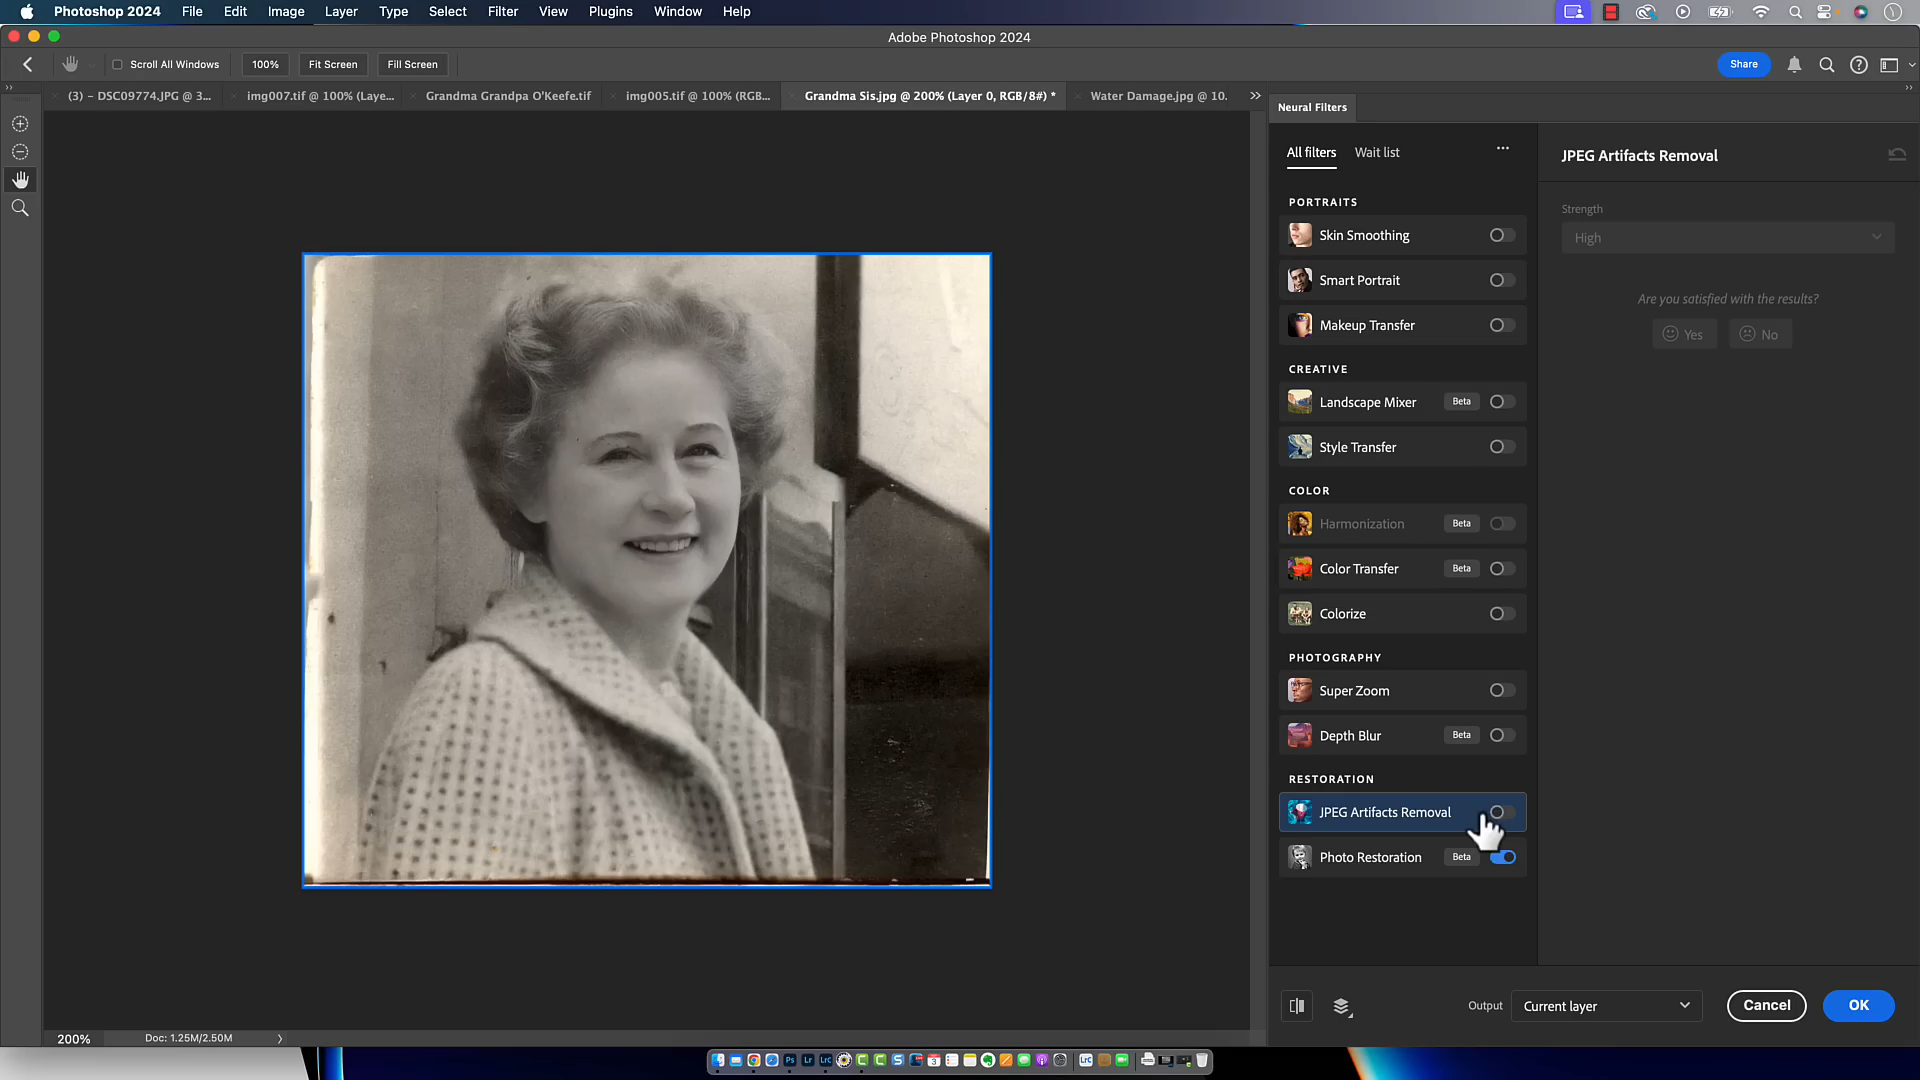 Photoshop 2024 File Edit Image Layer Type Select Filter View Plugins Window Help
Adobe Photoshop 2024
Scroll All Windows 100% Fit Screen Fill Screen Share
(3) – DSC09774.JPG @ 3... img007.tif @ 100% (Laye... Grandma Grandpa O'Keefe.tif img005.tif @ 100% (RGB... Grandma Sis.jpg @ 200% (Layer 0, RGB/8#) * Water Damage.jpg @ 10.
Neural Filters
All filters Wait list
JPEG Artifacts Removal
PORTRAITS
Strength
Skin Smoothing
High
Smart Portrait
Are you satisfied with the results?
Makeup Transfer
Yes No
CREATIVE
Landscape Mixer Beta
Style Transfer
COLOR
Harmonization Beta
Color Transfer Beta
Colorize
PHOTOGRAPHY
Super Zoom
Depth Blur Beta
RESTORATION
JPEG Artifacts Removal
Photo Restoration Beta
Output Current layer Cancel OK
200% Doc: 1.25M/2.50M